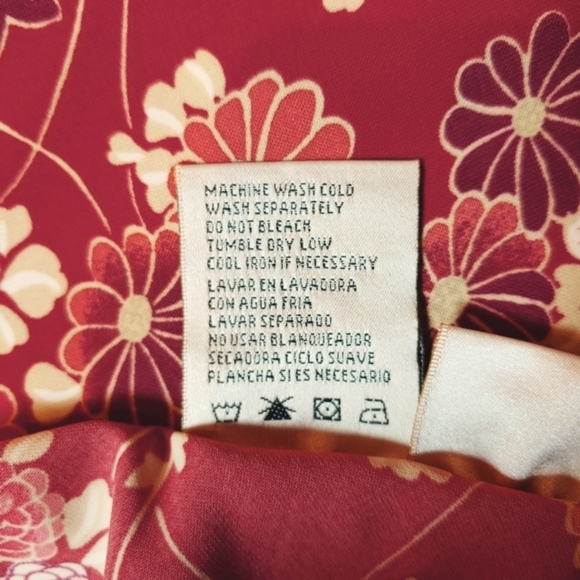 MACHINE WASH COLD
WASH SEPARATELY
DO NOT BLEACH
TUMBLE DRY LOW
COOL IRON IF NECESSARY
LAVAR EN LAVADORA
CON AGUA FRIA
LAVAR SEPARADO
NO USAR BLANQUEADOR
SECADORA CICLO SUAVE
PLANCHA SI ES NECESARIO